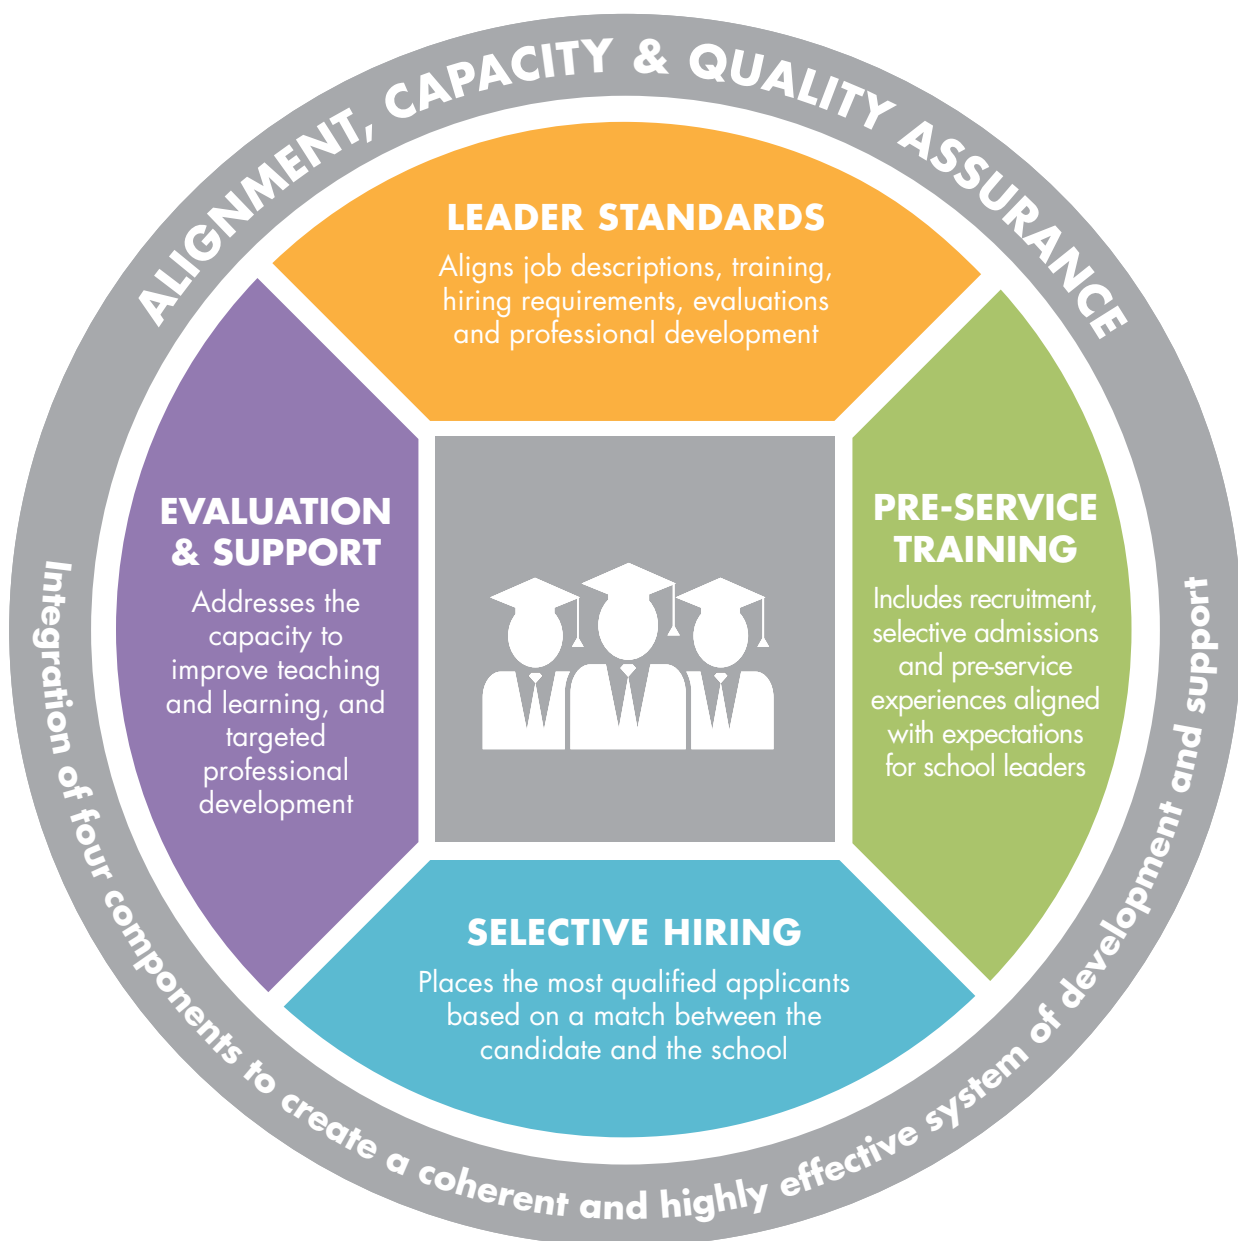 ALIGNMENT, CAPACITY & QUALITY ASSURANCE
LEADER STANDARDS
Aligns job descriptions, training,
hiring requirements, evaluations
and professional development
EVALUATION
& SUPPORT
Addresses the
capacity to
improve teaching
and learning, and
targeted
professional
development
PRE-SERVICE
TRAINING
Includes recruitment,
selective admissions
and pre-service
experiences aligned
with expectations
for school leaders
SELECTIVE HIRING
Places the most qualified applicants
based on a match between the
candidate and the school
Integration of four components to create a coherent and highly effective system of development and support